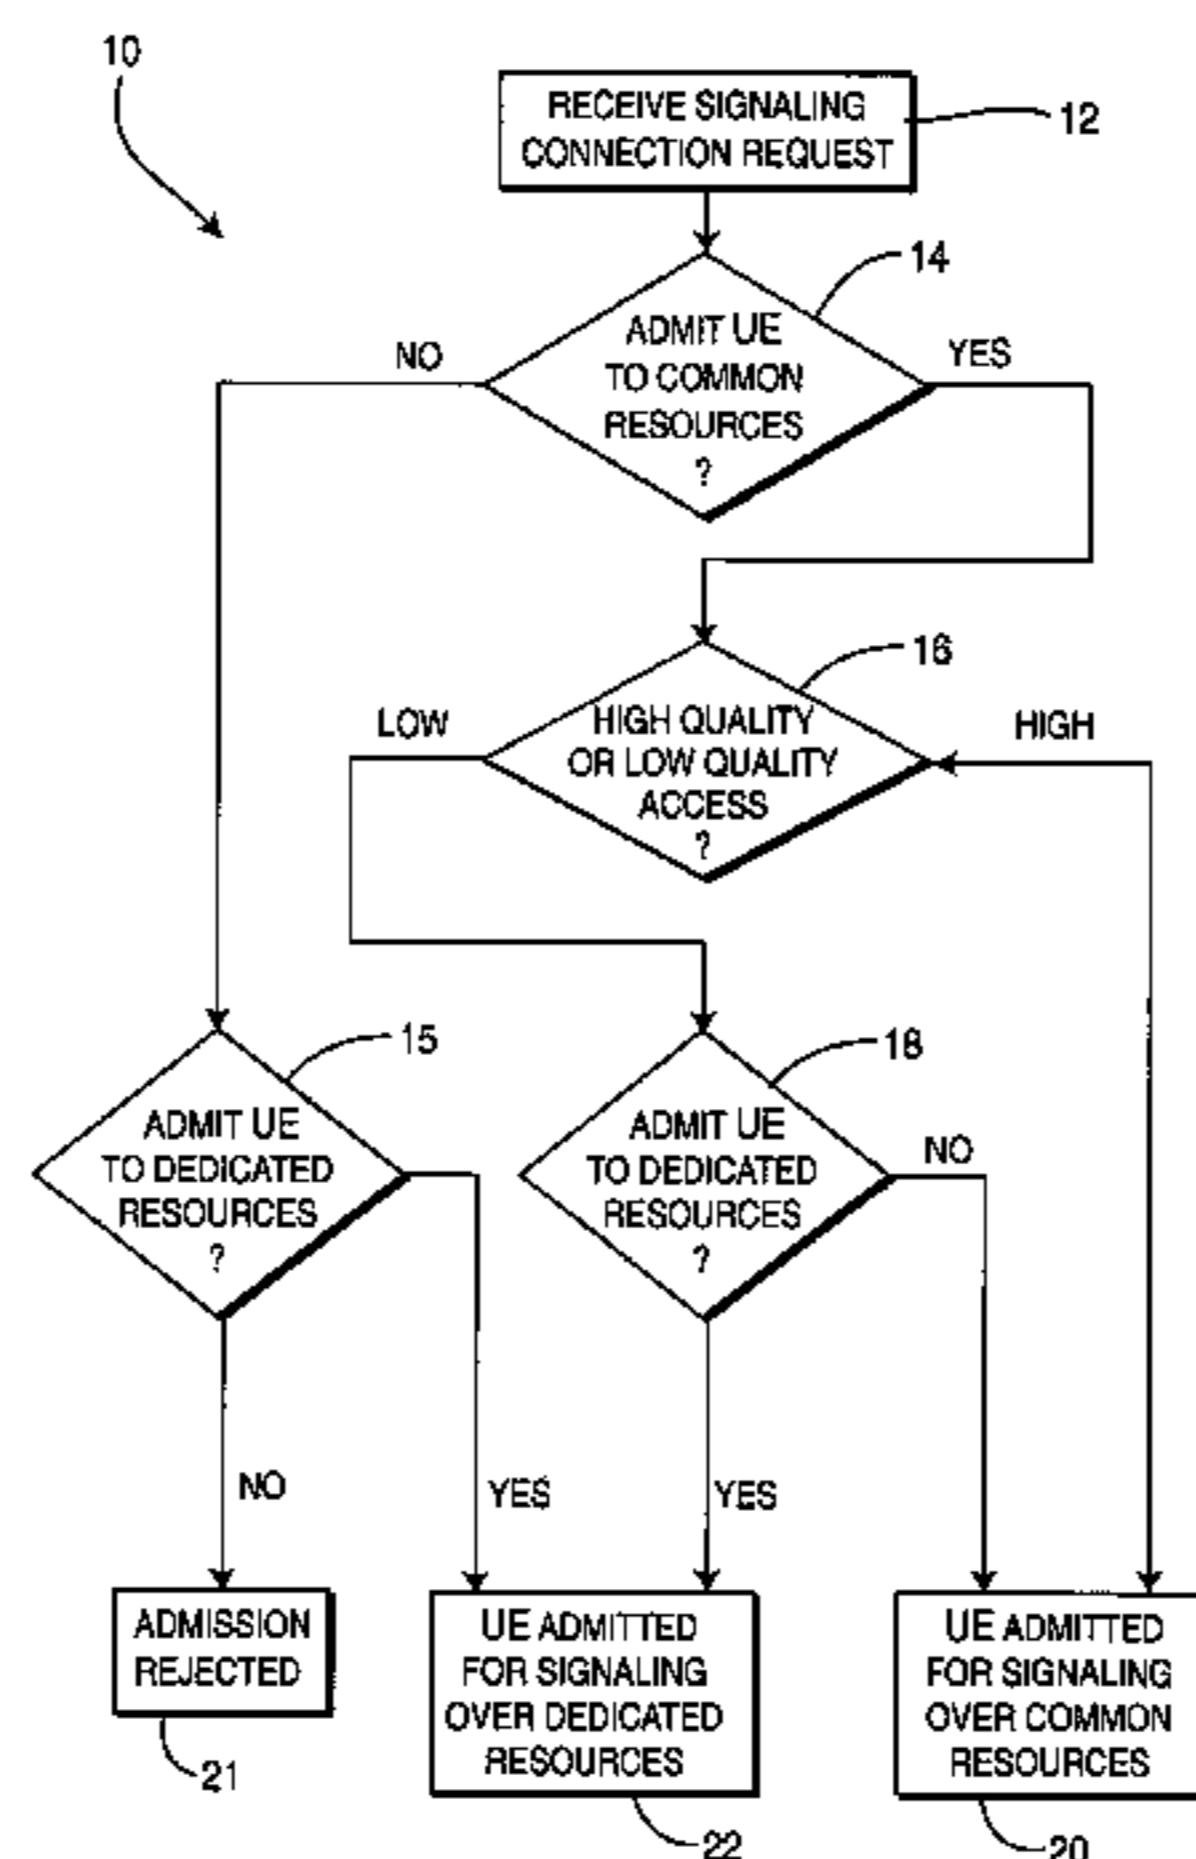 10
RECEIVE SIGNALING
CONNECTION REQUEST
12
14
ADMIT UE
TO COMMON
RESOURCES
?
NO
YES
16
HIGH QUALITY
OR LOW QUALITY
ACCESS
?
LOW
HIGH
15
ADMIT UE
TO DEDICATED
RESOURCES
?
18
ADMIT UE
TO DEDICATED
RESOURCES
?
NO
NO
YES
YES
ADMISSION
REJECTED
21
UE ADMITTED
FOR SIGNALING
OVER DEDICATED
RESOURCES
22
UE ADMITTED
FOR SIGNALING
OVER COMMON
RESOURCES
20